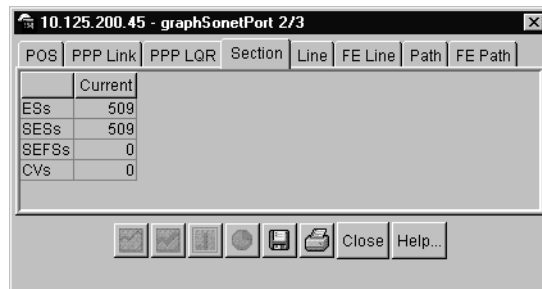 10.125.200.45 - graphSonetPort 2/3
POS PPP Link PPP LQR Section Line FE Line Path FE Path
Current
ESs 509
SESs 509
SEFSs 0
CVs 0
Close Help...